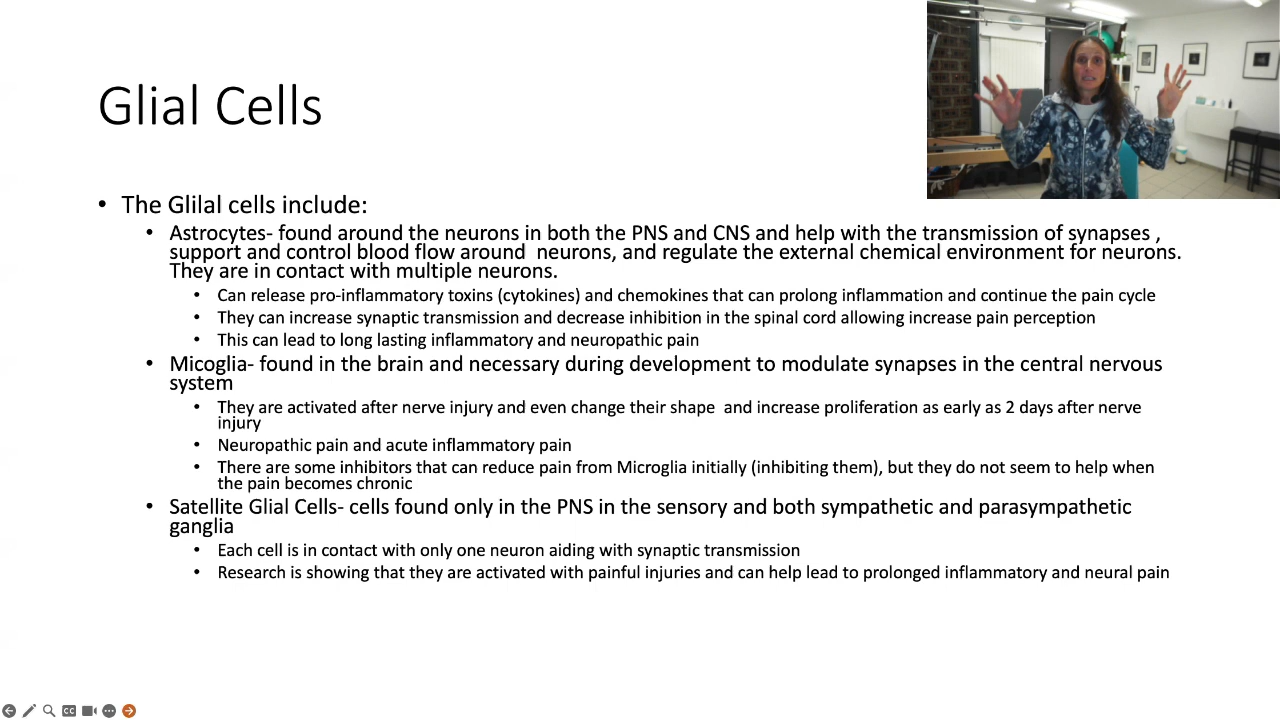 Glial Cells
• The Glilal cells include:
• Astrocytes- found around the neurons in both the PNS and CNS and help with the transmission of synapses ,
support and control blood flow around  neurons, and regulate the external chemical environment for neurons.
They are in contact with multiple neurons.
• Can release pro-inflammatory toxins (cytokines) and chemokines that can prolong inflammation and continue the pain cycle
• They can increase synaptic transmission and decrease inhibition in the spinal cord allowing increase pain perception
• This can lead to long lasting inflammatory and neuropathic pain
• Micoglia- found in the brain and necessary during development to modulate synapses in the central nervous
system
• They are activated after nerve injury and even change their shape  and increase proliferation as early as 2 days after nerve
injury
• Neuropathic pain and acute inflammatory pain
• There are some inhibitors that can reduce pain from Microglia initially (inhibiting them), but they do not seem to help when
the pain becomes chronic
• Satellite Glial Cells- cells found only in the PNS in the sensory and both sympathetic and parasympathetic
ganglia
• Each cell is in contact with only one neuron aiding with synaptic transmission
• Research is showing that they are activated with painful injuries and can help lead to prolonged inflammatory and neural pain
CC